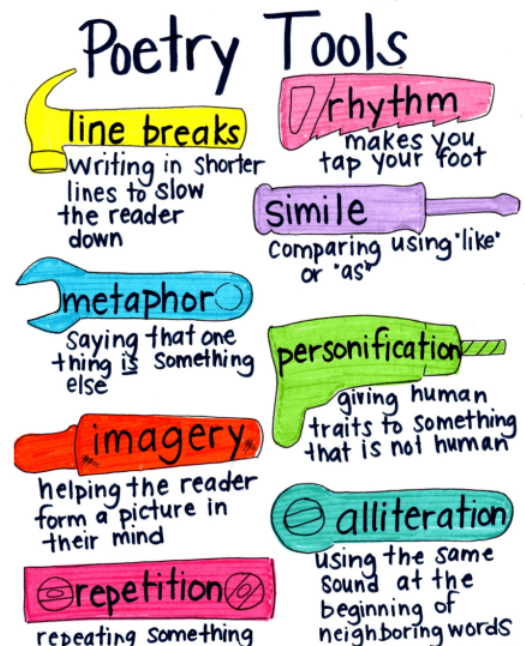 Poetry Tools
line breaks
writing in shorter
lines to slow
the reader
down
rhythm
makes you
tap your foot
simile
comparing using "like"
or "as"
metaphor
saying that one
thing is something
else
personification
giving human
traits to something
that is not human
imagery
helping the reader
form a picture in
their mind
alliteration
using the same
sound at the
beginning of
neighboring words
repetition
repeating something